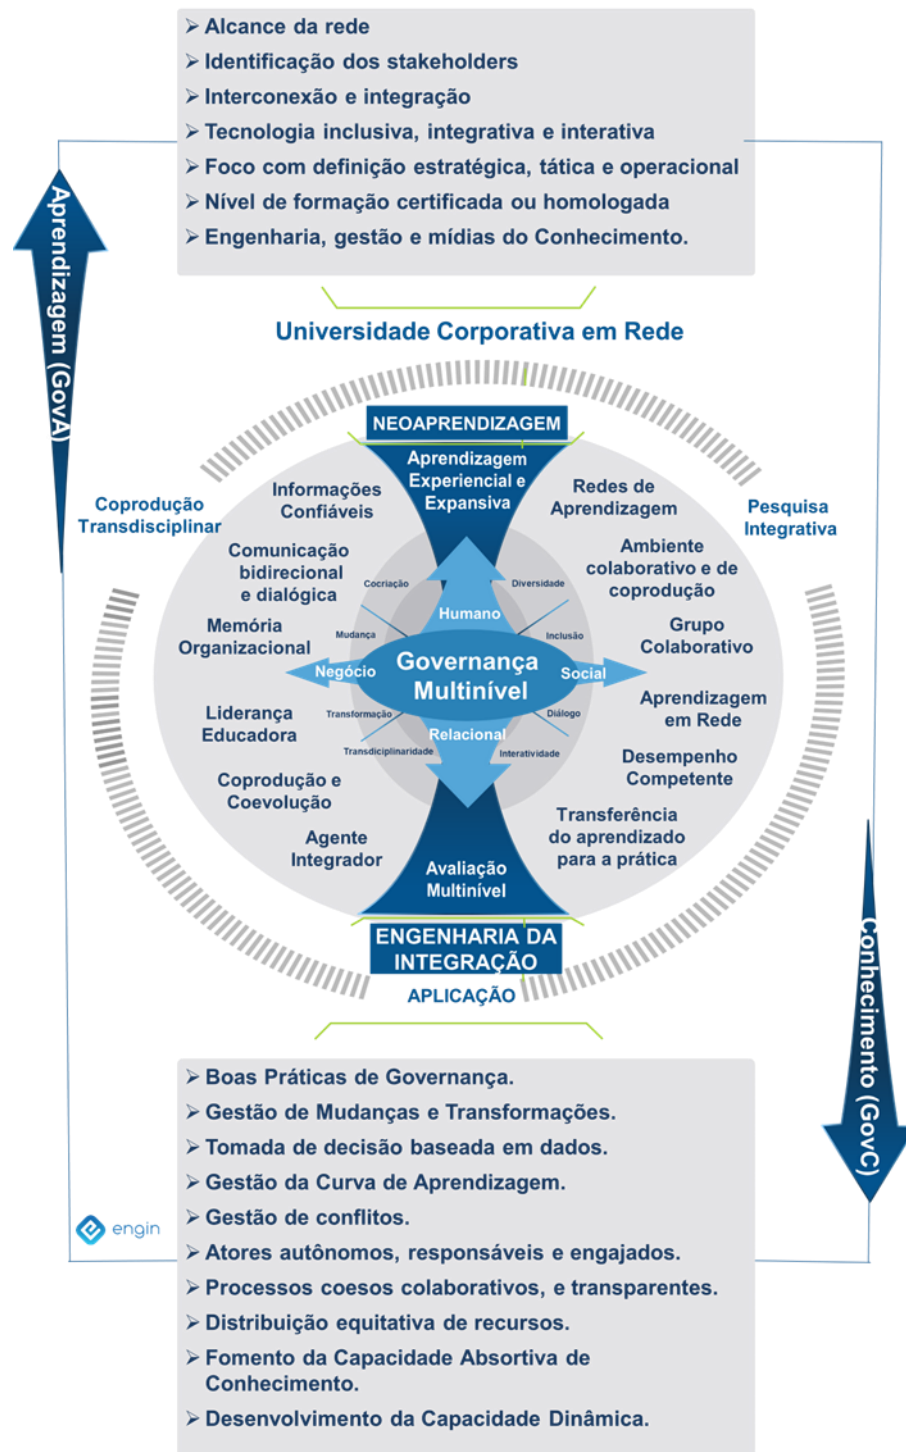 ➢ Alcance da rede
➢ Identificação dos stakeholders
➢ Interconexão e integração
➢ Tecnologia inclusiva, integrativa e interativa
➢ Foco com definição estratégica, tática e operacional
➢ Nível de formação certificada ou homologada
➢ Engenharia, gestão e mídias do Conhecimento.
Aprendizagem (GovA)
Universidade Corporativa em Rede
NEOAPRENDIZAGEM
Aprendizagem
Experiencial e
Expansiva
Coprodução
Transdisciplinar
Pesquisa
Integrativa
Informações
Confiáveis
Comunicação
bidirecional
e dialógica
Memória
Organizacional
Liderança
Educadora
Coprodução e
Coevolução
Agente
Integrador
Redes de
Aprendizagem
Ambiente
colaborativo e de
coprodução
Grupo
Colaborativo
Aprendizagem
em Rede
Desempenho
Competente
Transferência
do aprendizado
para a prática
Cocriação
Diversidade
Mudança
Humano
Inclusão
Negócio
Governança
Multinível
Social
Transformação
Relacional
Diálogo
Transdiciplinaridade
Interatividade
Avaliação
Multinível
ENGENHARIA DA
INTEGRAÇÃO
APLICAÇÃO
Conhecimento (GovC)
➢ Boas Práticas de Governança.
➢ Gestão de Mudanças e Transformações.
➢ Tomada de decisão baseada em dados.
➢ Gestão da Curva de Aprendizagem.
➢ Gestão de conflitos.
➢ Atores autônomos, responsáveis e engajados.
➢ Processos coesos colaborativos, e transparentes.
➢ Distribuição equitativa de recursos.
➢ Fomento da Capacidade Absortiva de
Conhecimento.
➢ Desenvolvimento da Capacidade Dinâmica.
engin